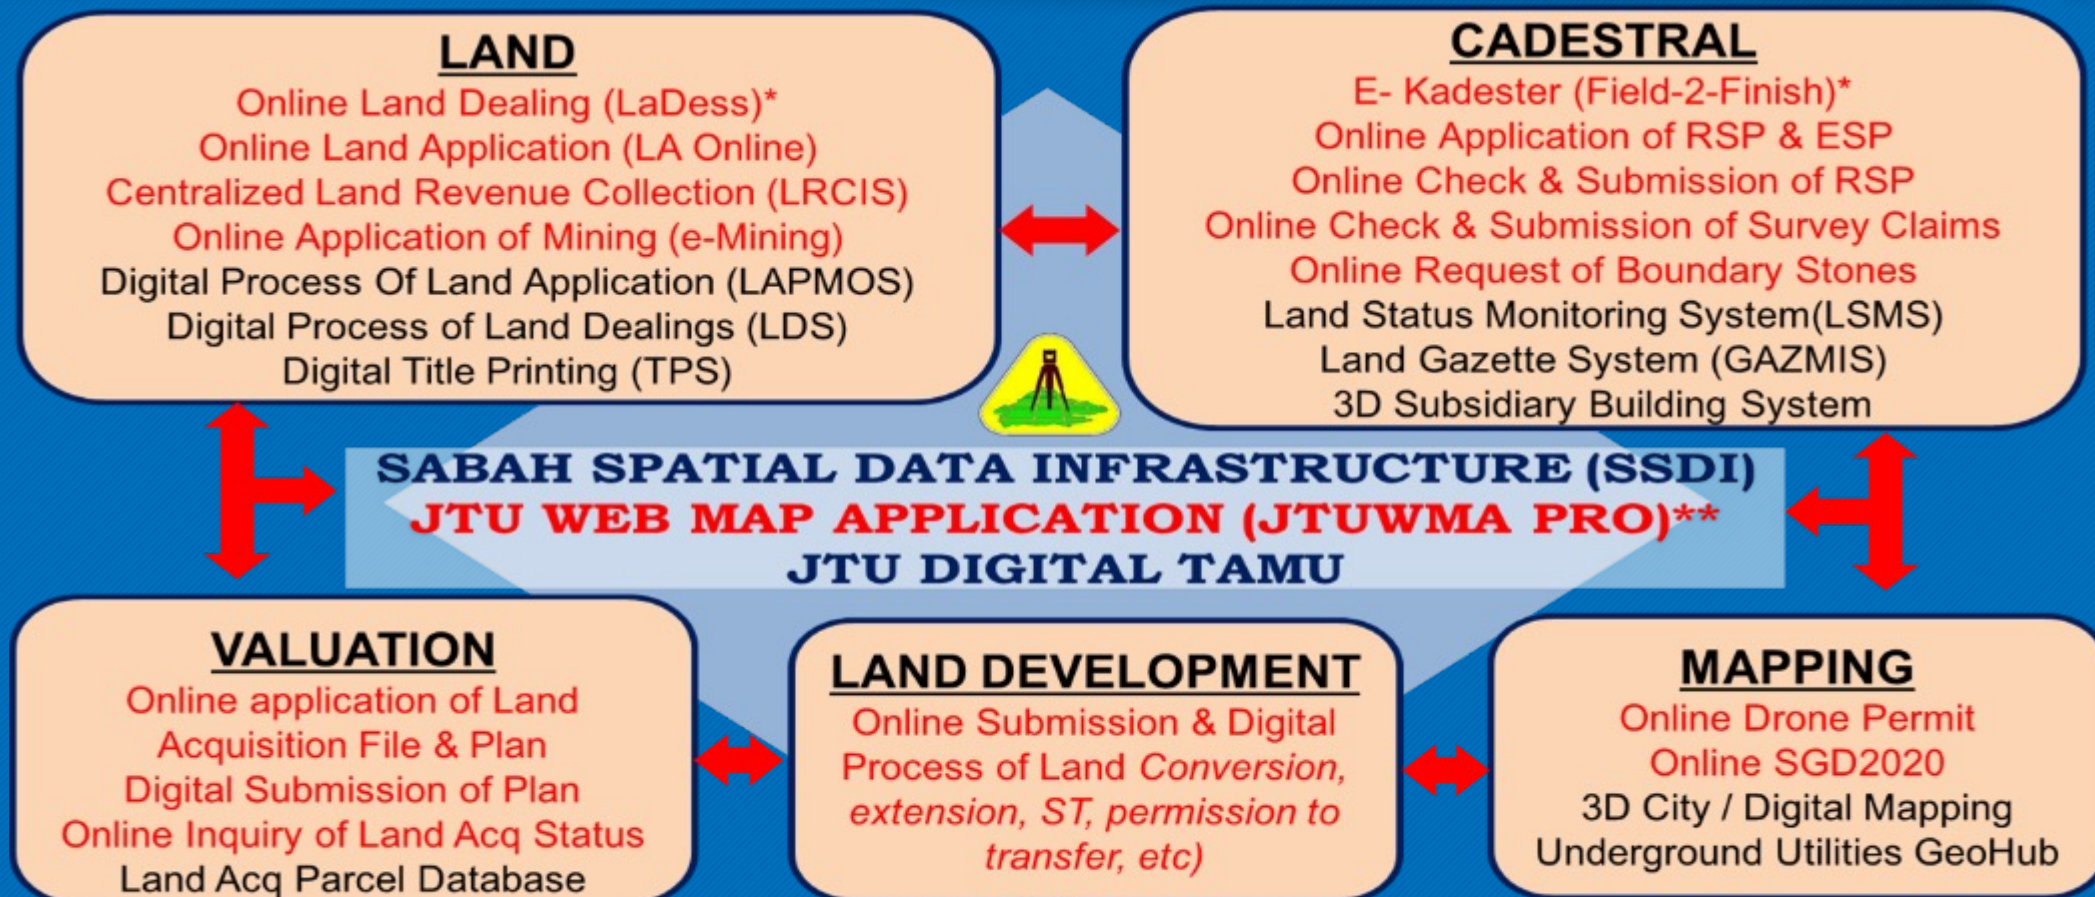 LAND
Online Land Dealing (LaDess)*
Online Land Application (LA Online)
Centralized Land Revenue Collection (LRCIS)
Online Application of Mining (e-Mining)
Digital Process Of Land Application (LAPMOS)
Digital Process of Land Dealings (LDS)
Digital Title Printing (TPS)
CADESTRAL
E- Kadester (Field-2-Finish)*
Online Application of RSP & ESP
Online Check & Submission of RSP
Online Check & Submission of Survey Claims
Online Request of Boundary Stones
Land Status Monitoring System(LSMS)
Land Gazette System (GAZMIS)
3D Subsidiary Building System
SABAH SPATIAL DATA INFRASTRUCTURE (SSDI)
JTU WEB MAP APPLICATION (JTUWMA PRO)**
JTU DIGITAL TAMU
VALUATION
Online application of Land
Acquisition File & Plan
Digital Submission of Plan
Online Inquiry of Land Acq Status
Land Acq Parcel Database
LAND DEVELOPMENT
Online Submission & Digital
Process of Land Conversion,
extension, ST, permission to
transfer, etc)
MAPPING
Online Drone Permit
Online SGD2020
3D City / Digital Mapping
Underground Utilities GeoHub